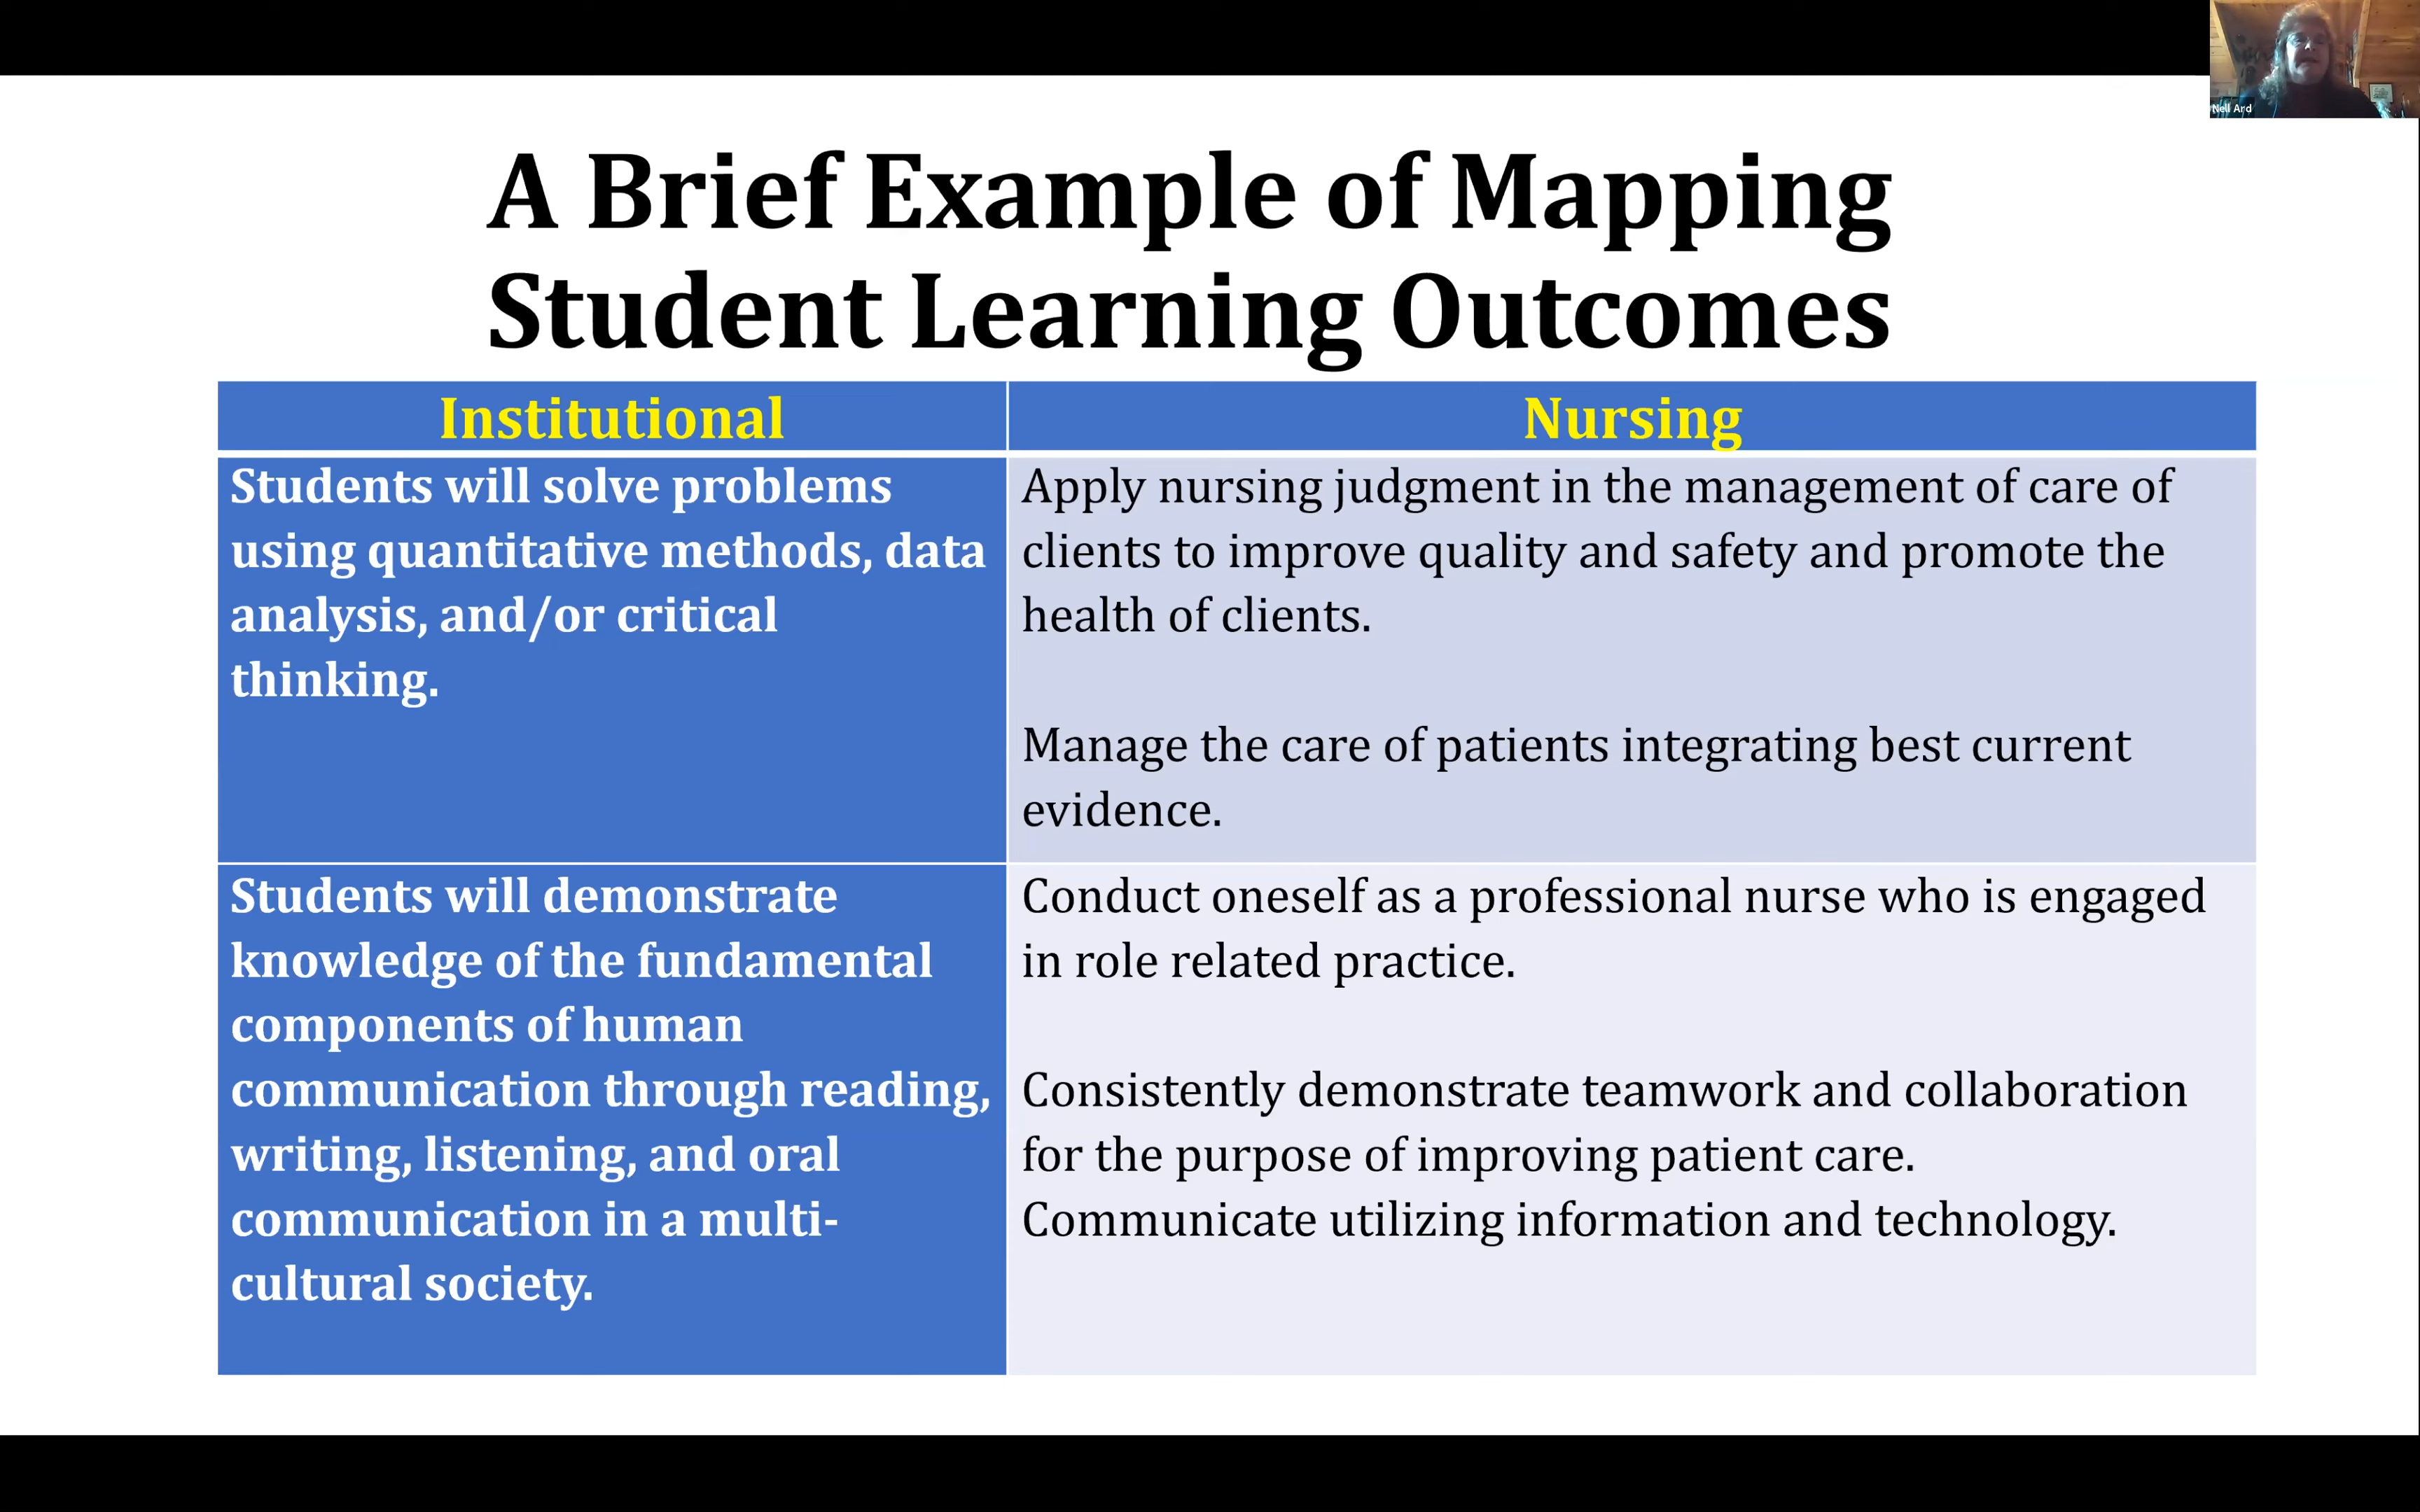 Nell Ard
A Brief Example of Mapping
Student Learning Outcomes
Institutional
Nursing
Students will solve problems
using quantitative methods, data
analysis, and/or critical
thinking.
Apply nursing judgment in the management of care of
clients to improve quality and safety and promote the
health of clients.
Manage the care of patients integrating best current
evidence.
Students will demonstrate
knowledge of the fundamental
components of human
communication through reading,
writing, listening, and oral
communication in a multi-
cultural society.
Conduct oneself as a professional nurse who is engaged
in role related practice.
Consistently demonstrate teamwork and collaboration
for the purpose of improving patient care.
Communicate utilizing information and technology.